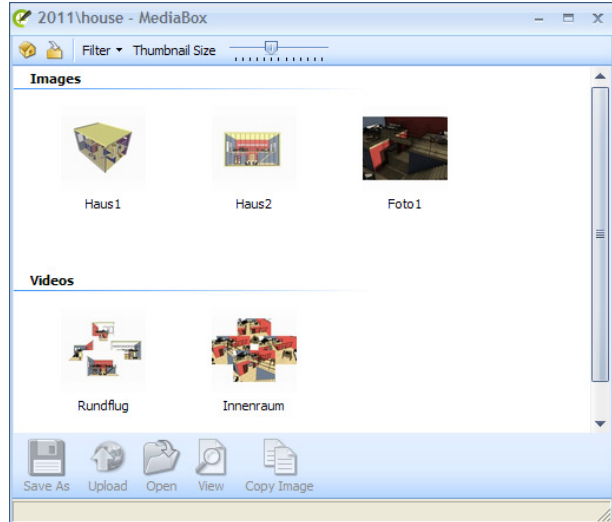 2011\house - MediaBox
Filter Thumbnail Size
Images
Haus1 Haus2 Foto1
Videos
Rundflug Innenraum
Save As Upload Open View Copy Image